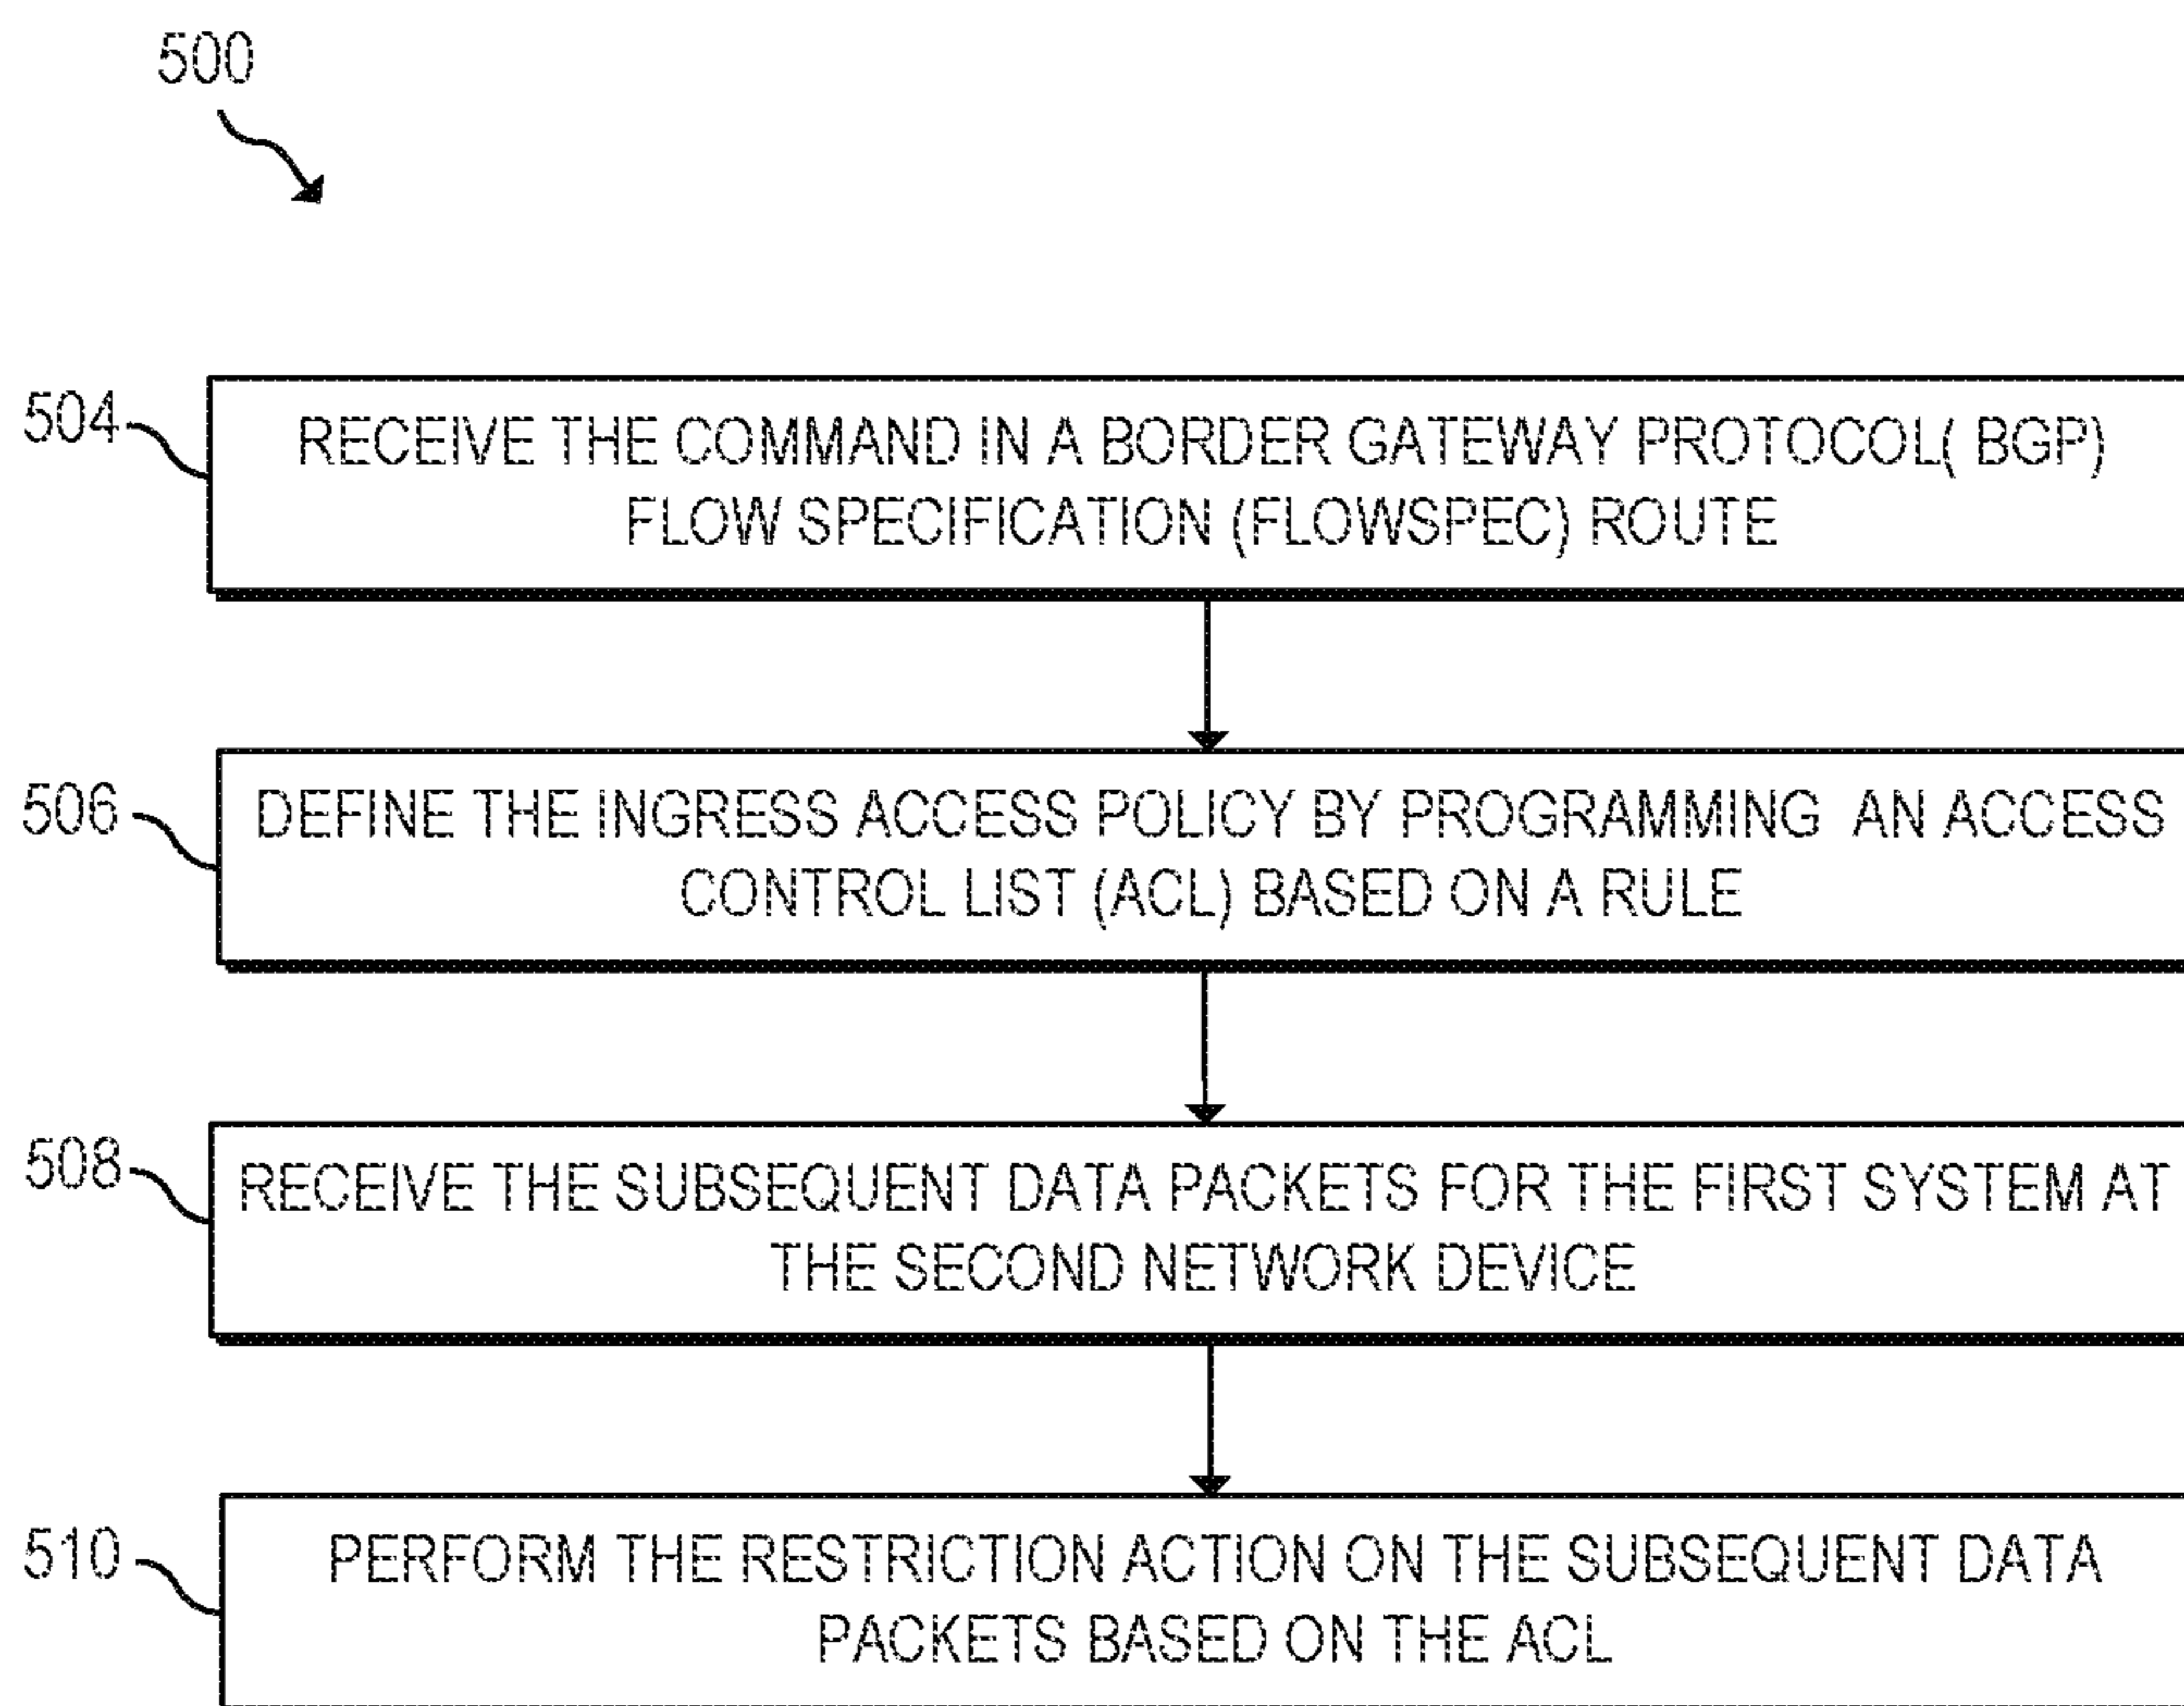 500
504
RECEIVE THE COMMAND IN A BORDER GATEWAY PROTOCOL( BGP)
FLOW SPECIFICATION (FLOWSPEC) ROUTE
506
DEFINE THE INGRESS ACCESS POLICY BY PROGRAMMING AN ACCESS
CONTROL LIST (ACL) BASED ON A RULE
508
RECEIVE THE SUBSEQUENT DATA PACKETS FOR THE FIRST SYSTEM AT
THE SECOND NETWORK DEVICE
510
PERFORM THE RESTRICTION ACTION ON THE SUBSEQUENT DATA
PACKETS BASED ON THE ACL